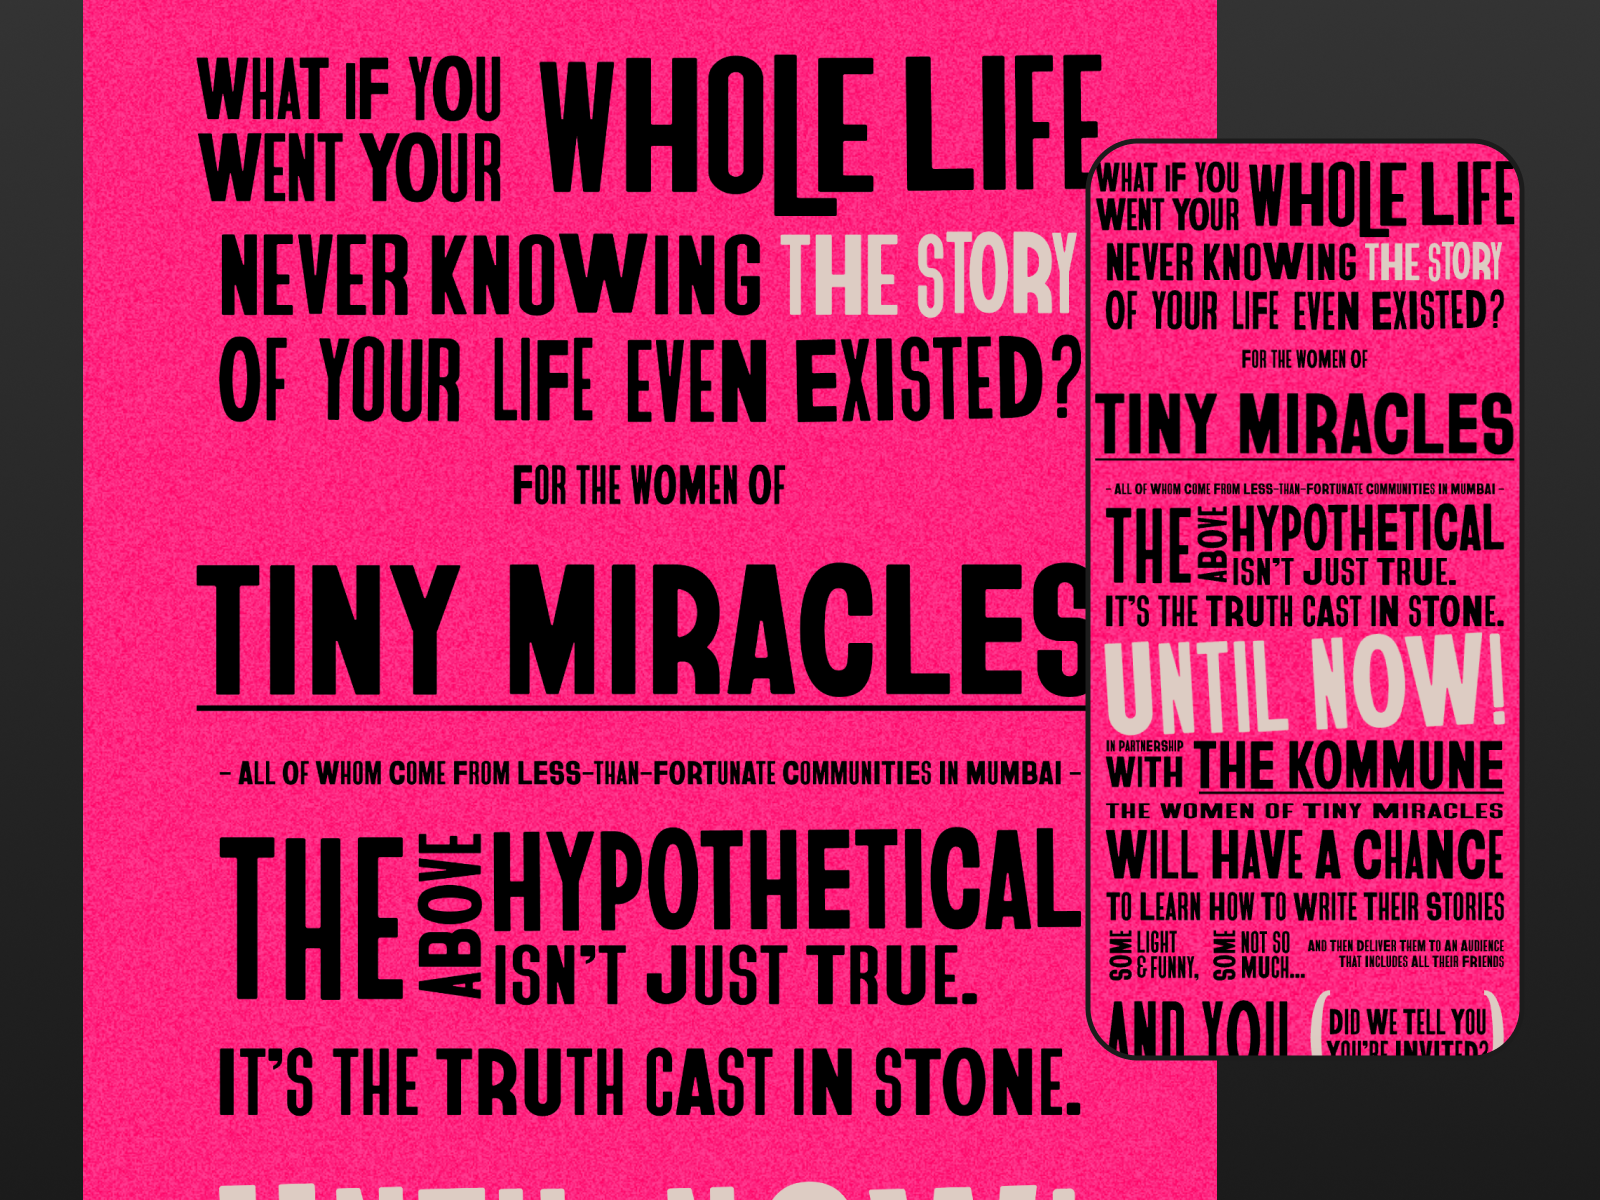 WHAT IF YOU
WENT YOUR
WHOLE LIFE
NEVER KNOWING THE STORY
OF YOUR LIFE EVEN EXISTED?
FOR THE WOMEN OF
TINY MIRACLES
- ALL OF WHOM COME FROM LESS-THAN-FORTUNATE COMMUNITIES IN MUMBAI -
THE ABOVE HYPOTHETICAL
ISN'T JUST TRUE.
IT'S THE TRUTH CAST IN STONE.
UNTIL NOW!
WHAT IF YOU
WENT YOUR
WHOLE LIFE
NEVER KNOWING THE STORY
OF YOUR LIFE EVEN EXISTED?
FOR THE WOMEN OF
TINY MIRACLES
- ALL OF WHOM COME FROM LESS-THAN-FORTUNATE COMMUNITIES IN MUMBAI -
THE ABOVE HYPOTHETICAL
ISN'T JUST TRUE.
IT'S THE TRUTH CAST IN STONE.
UNTIL NOW!
IN PARTNERSHIP
WITH
THE KOMMUNE
THE WOMEN OF TINY MIRACLES
WILL HAVE A CHANCE
TO LEARN HOW TO WRITE THEIR STORIES
SOME LIGHT
& FUNNY,
SOME NOT SO
MUCH...
AND THEN DELIVER THEM TO AN AUDIENCE
THAT INCLUDES ALL THEIR FRIENDS
AND YOU
(DID WE TELL YOU
YOU'RE INVITED?)